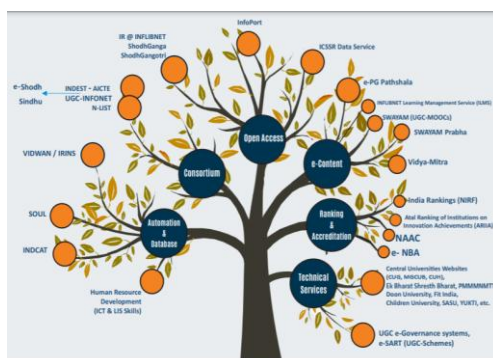 InfoPort
IR @ INFLIBNET
ShodhGanga
ShodhGangotri
ICSSR Data Service
e-Shodh
Sindhu
INDEST - AICTE
UGC-INFONET
N-LIST
Open Access
e-PG Pathshala
INFLIBNET Learning Management Service (ILMS)
SWAYAM (UGC-MOOCs)
SWAYAM Prabha
Vidya-Mitra
e-Content
Consortium
VIDWAN / IRINS
SOUL
INDCAT
Automation
&
Database
Human Resource
Development
(ICT & LIS Skills)
Ranking
&
Accreditation
India Rankings (NIRF)
Atal Ranking of Institutions on
Innovation Achievements (ARIIA)
NAAC
e- NBA
Technical
Services
Central Universities Websites
(CUG, MGCUB, CUH),
Ek Bharat Shresth Bharat, PMMMNMTT
Dean University, Fit India,
Children University, SASU, YUKTI, etc.
UGC e-Governance systems,
e-SART (UGC-Schemes)